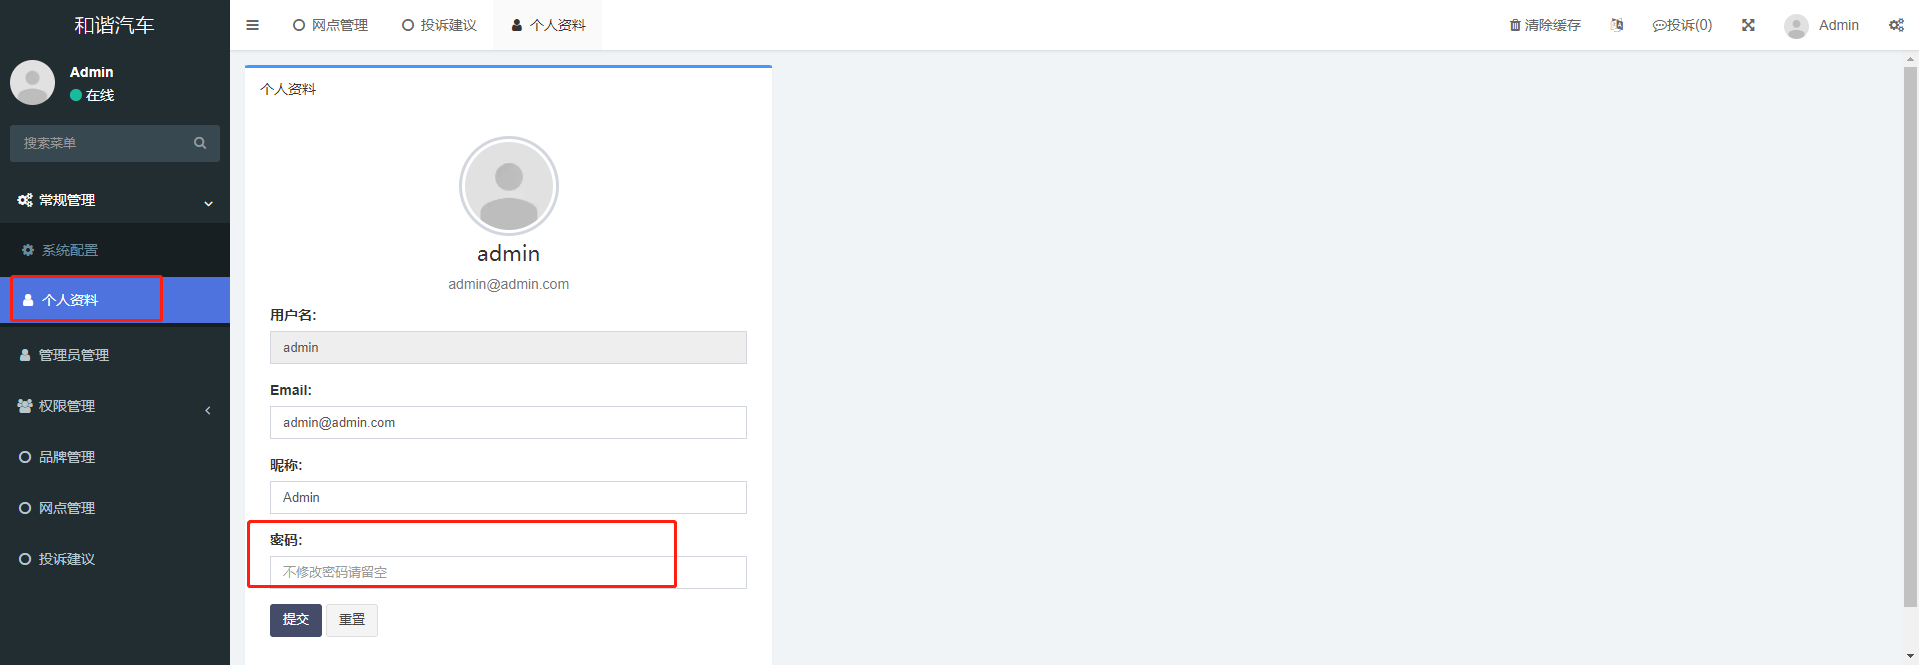 和谐汽车
网点管理
投诉建议
个人资料
清除缓存
投诉(0)
Admin
Admin
在线
搜索菜单
常规管理
系统配置
个人资料
管理员管理
权限管理
品牌管理
网点管理
投诉建议
个人资料
admin
admin@admin.com
用户名:
admin
Email:
admin@admin.com
昵称:
Admin
密码:
不修改密码请留空
提交
重置